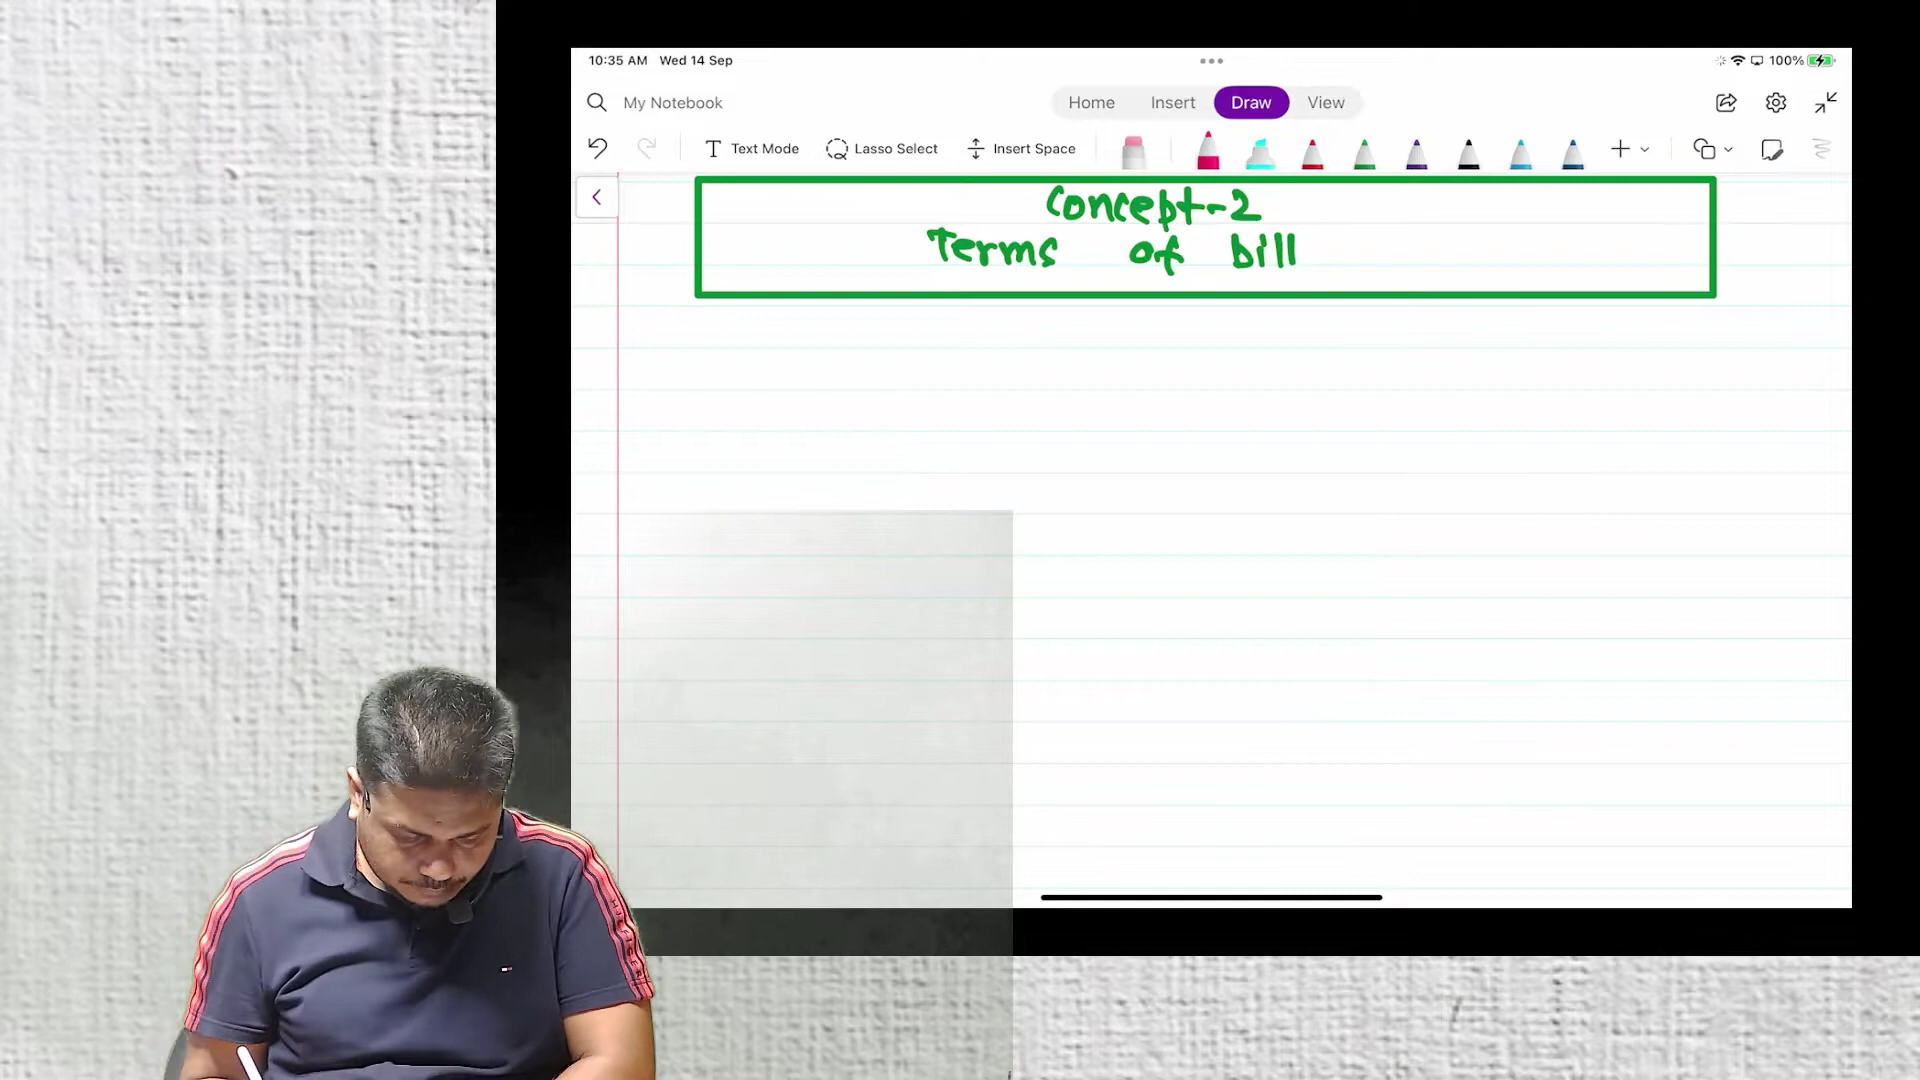 10:35 AM Wed 14 Sep
100%
My Notebook
Home Insert Draw View
Text Mode Lasso Select Insert Space
Concept-2
Terms of bill